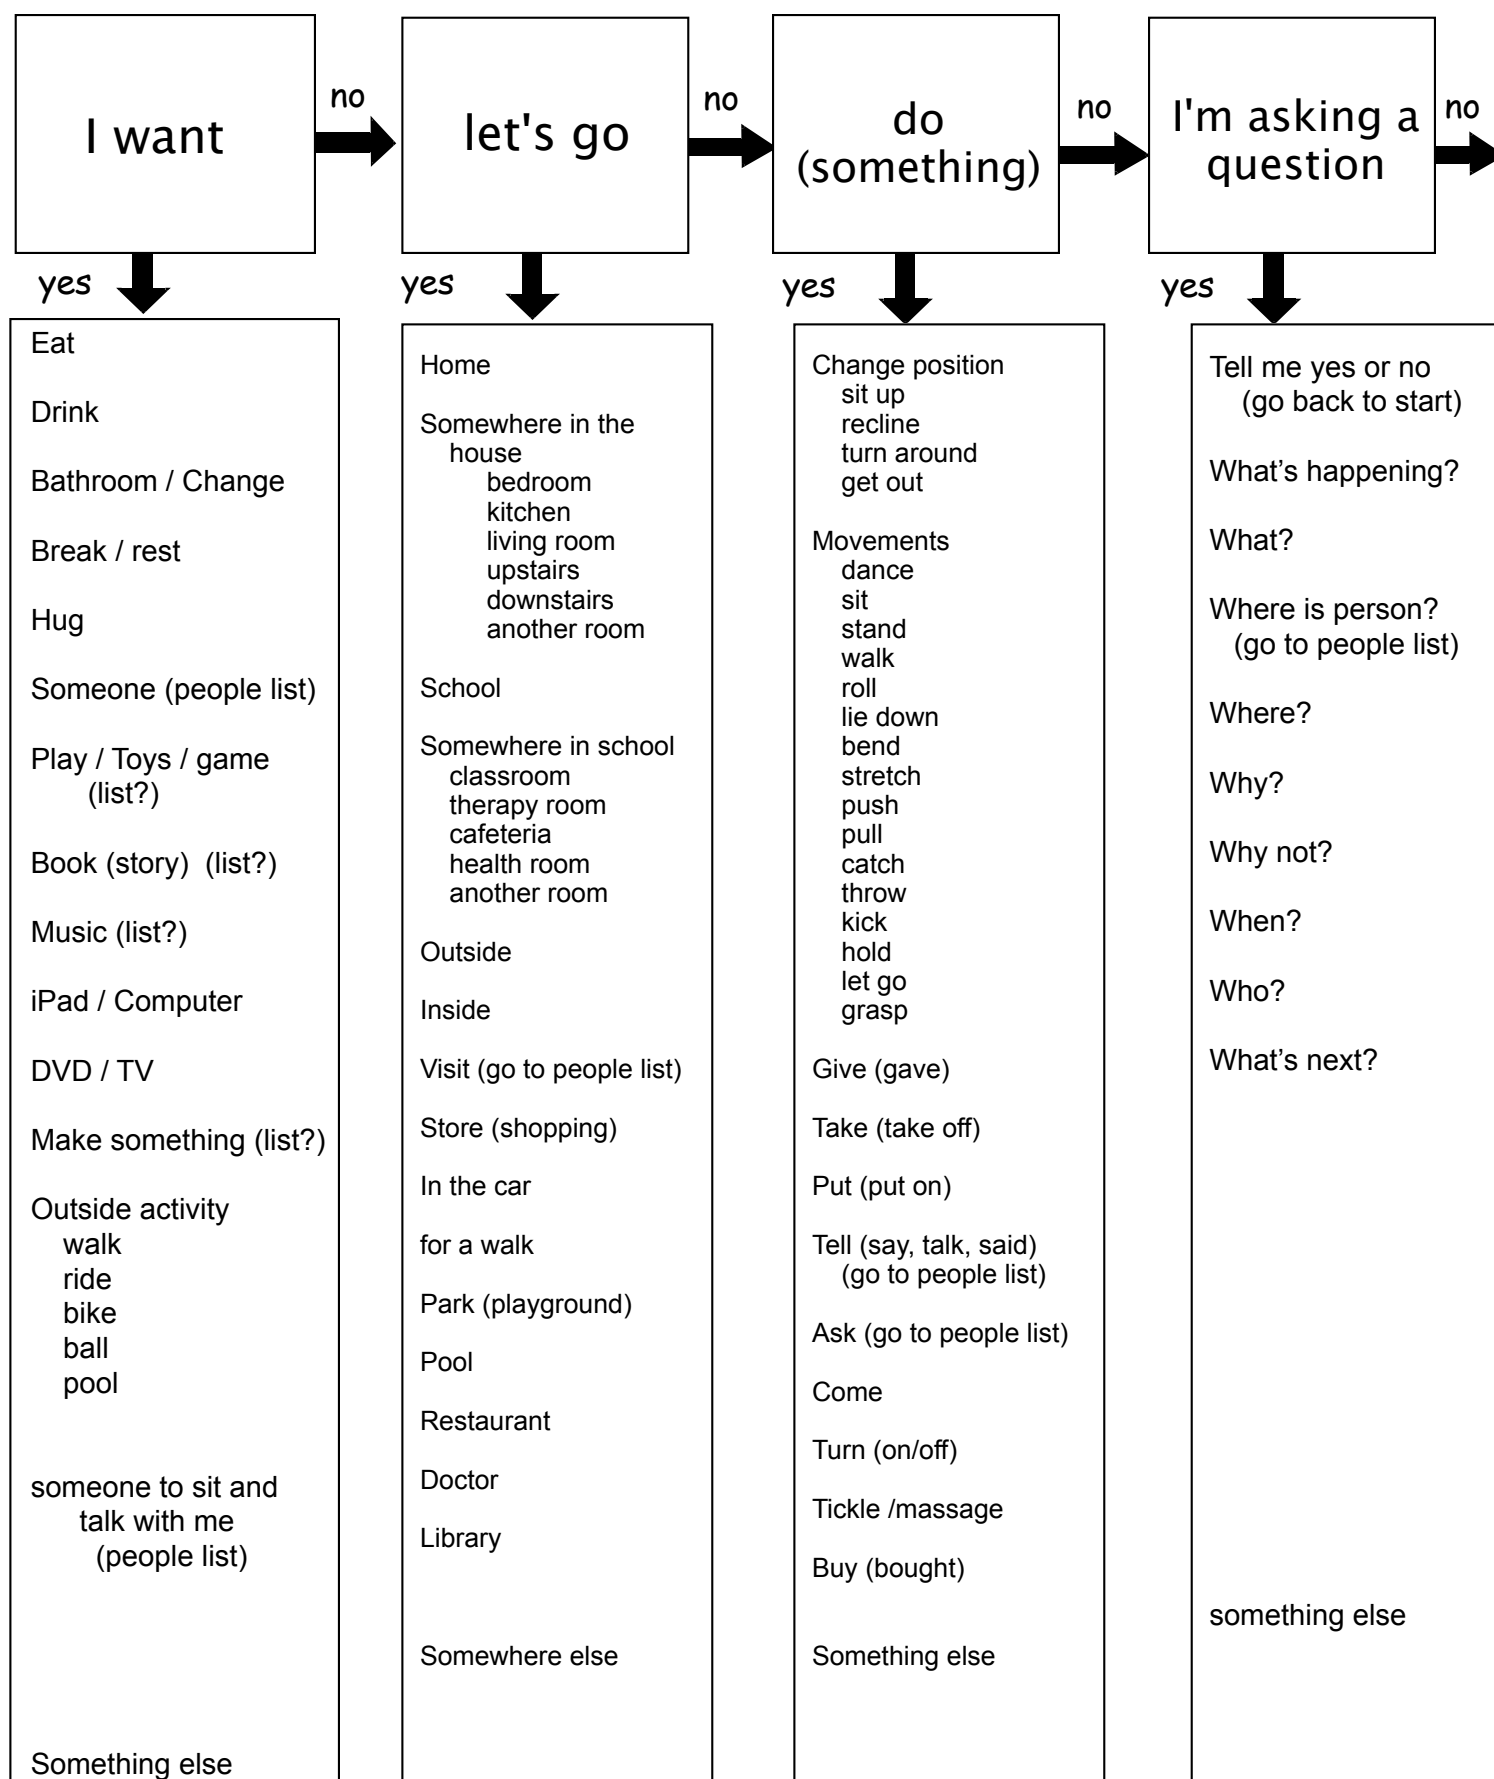 I want
no
let's go
no
do
(something)
no
I'm asking a
question
no
yes
yes
yes
yes
Eat
Drink
Bathroom / Change
Break / rest
Hug
Someone (people list)
Play / Toys / game
(list?)
Book (story)  (list?)
Music (list?)
iPad / Computer
DVD / TV
Make something (list?)
Outside activity
walk
ride
bike
ball
pool
someone to sit and
talk with me
(people list)
Something else
Home
Somewhere in the
house
bedroom
kitchen
living room
upstairs
downstairs
another room
School
Somewhere in school
classroom
therapy room
cafeteria
health room
another room
Outside
Inside
Visit (go to people list)
Store (shopping)
In the car
for a walk
Park (playground)
Pool
Restaurant
Doctor
Library
Somewhere else
Change position
sit up
recline
turn around
get out
Movements
dance
sit
stand
walk
roll
lie down
bend
stretch
push
pull
catch
throw
kick
hold
let go
grasp
Give (gave)
Take (take off)
Put (put on)
Tell (say, talk, said)
(go to people list)
Ask (go to people list)
Come
Turn (on/off)
Tickle /massage
Buy (bought)
Something else
Tell me yes or no
(go back to start)
What’s happening?
What?
Where is person?
(go to people list)
Where?
Why?
Why not?
When?
Who?
What’s next?
something else